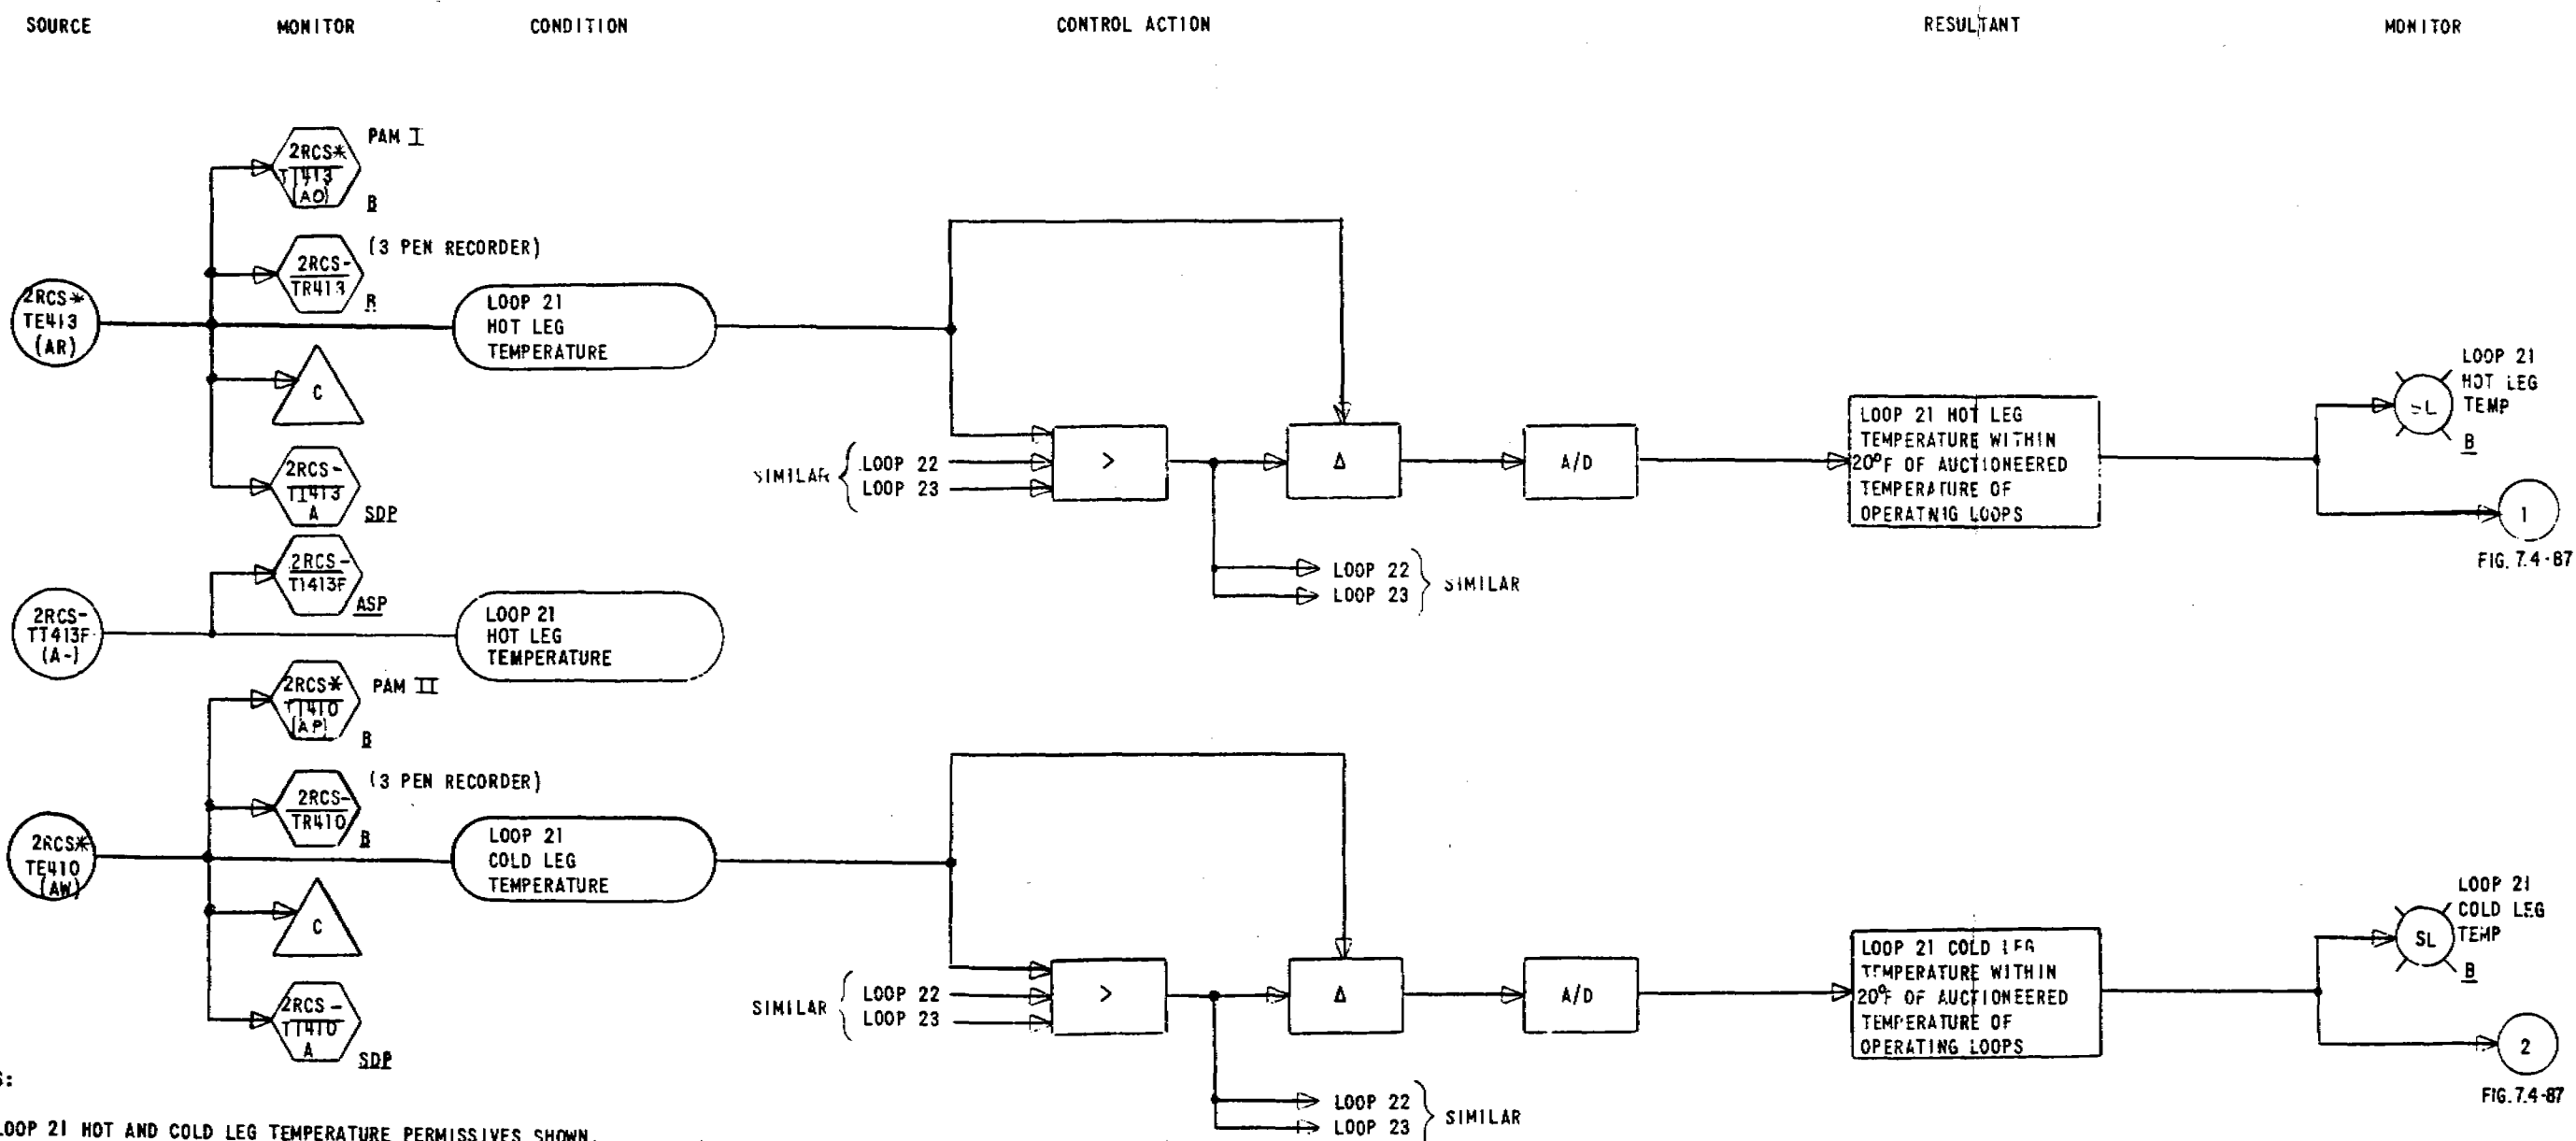 SOURCE
MONITOR
CONDITION
CONTROL ACTION
RESULTANT
MONITOR
2RCS*
TI413
(AO)
PAM I
B
2RCS-
TR413
(3 PEN RECORDER)
B
2RCS*
TE413
(AR)
LOOP 21
HOT LEG
TEMPERATURE
C
2RCS-
TI413
A
SDP
SIMILAR
LOOP 22
LOOP 23
>
Δ
A/D
LOOP 21 HOT LEG
TEMPERATURE WITHIN
20°F OF AUCTIONEERED
TEMPERATURE OF
OPERATNIG LOOPS
SL
LOOP 21
HOT LEG
TEMP
B
1
FIG. 7.4-87
LOOP 22
LOOP 23
SIMILAR
2RCS-
TI413F
ASP
2RCS-
TT413F
(A-)
LOOP 21
HOT LEG
TEMPERATURE
2RCS*
TI410
(AP)
PAM II
B
2RCS-
TR410
(3 PEN RECORDER)
B
2RCS*
TE410
(AW)
LOOP 21
COLD LEG
TEMPERATURE
C
2RCS-
TI410
A
SDP
SIMILAR
LOOP 22
LOOP 23
>
Δ
A/D
LOOP 21 COLD LEG
TEMPERATURE WITHIN
20°F OF AUCTIONEERED
TEMPERATURE OF
OPERATING LOOPS
SL
LOOP 21
COLD LEG
TEMP
B
2
FIG. 7.4-87
LOOP 22
LOOP 23
SIMILAR
S:
LOOP 21 HOT AND COLD LEG TEMPERATURE PERMISSIVES SHOWN.